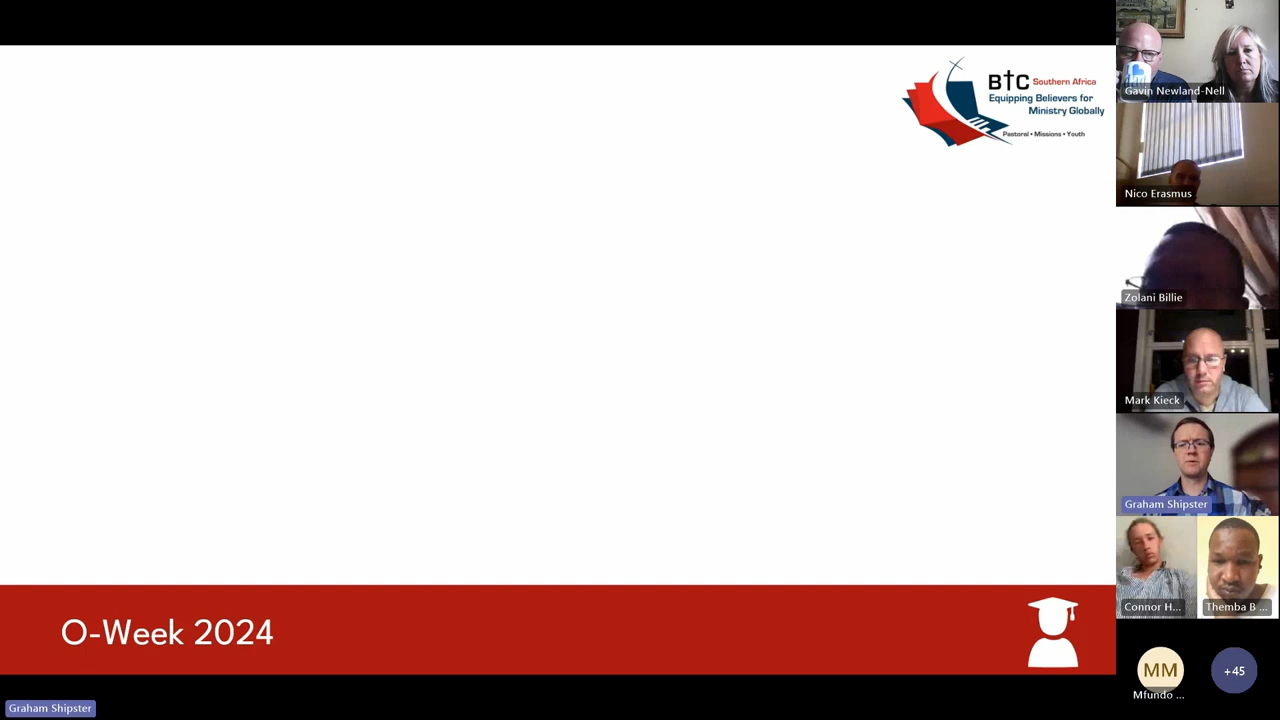 BTC Southern Africa
Equipping Believers for
Ministry Globally
Pastoral • Missions • Youth
O-Week 2024
Graham Shipster
Gavin Newland-Nell
Nico Erasmus
Zolani Billie
Mark Kieck
Graham Shipster
Connor H...
Themba B ...
MM
Mfundo ...
+45